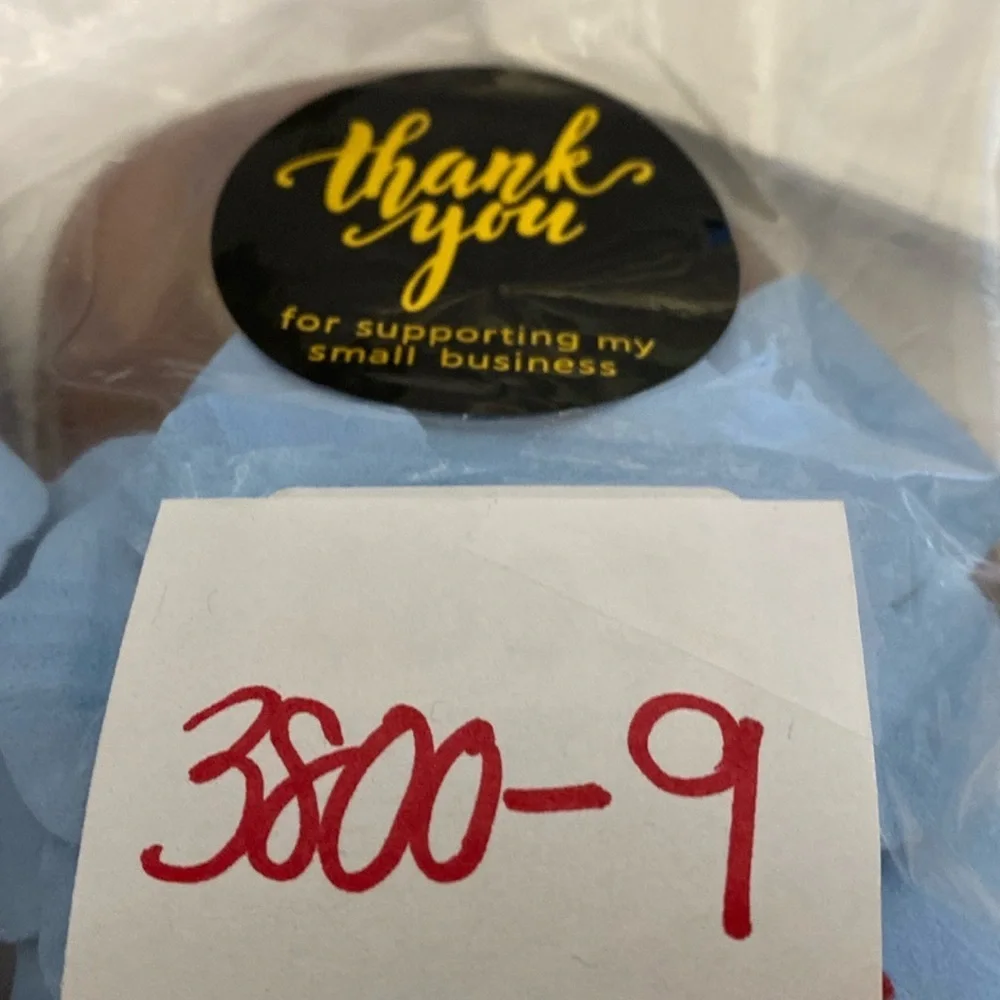 thank
you
for supporting my
small business
3800-9